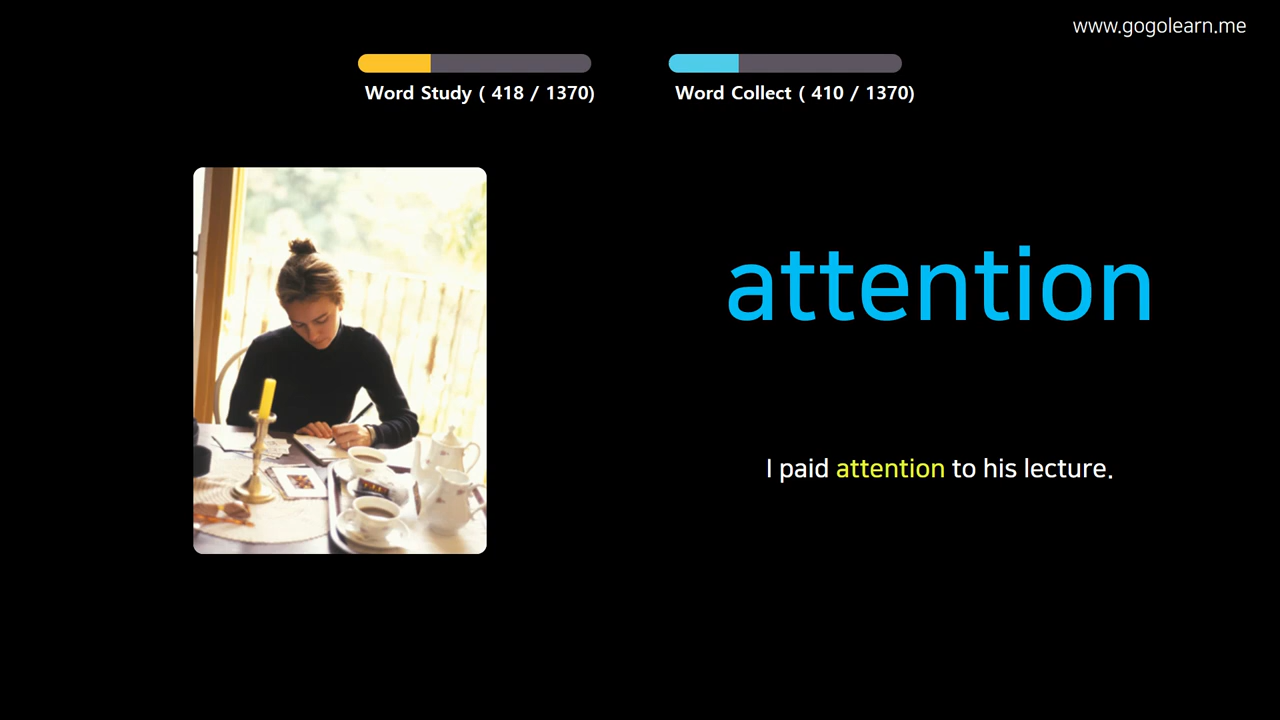 www.gogolearn.me
Word Study ( 418 / 1370)
Word Collect ( 410 / 1370)
attention
I paid attention to his lecture.